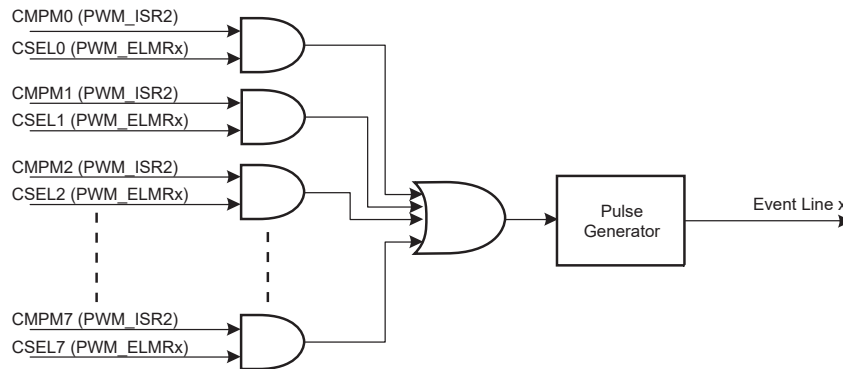 CMPM0 (PWM_ISR2)
CSEL0 (PWM_ELMRx)
CMPM1 (PWM_ISR2)
CSEL1 (PWM_ELMRx)
CMPM2 (PWM_ISR2)
CSEL2 (PWM_ELMRx)
CMPM7 (PWM_ISR2)
CSEL7 (PWM_ELMRx)
Pulse
Generator
Event Line x